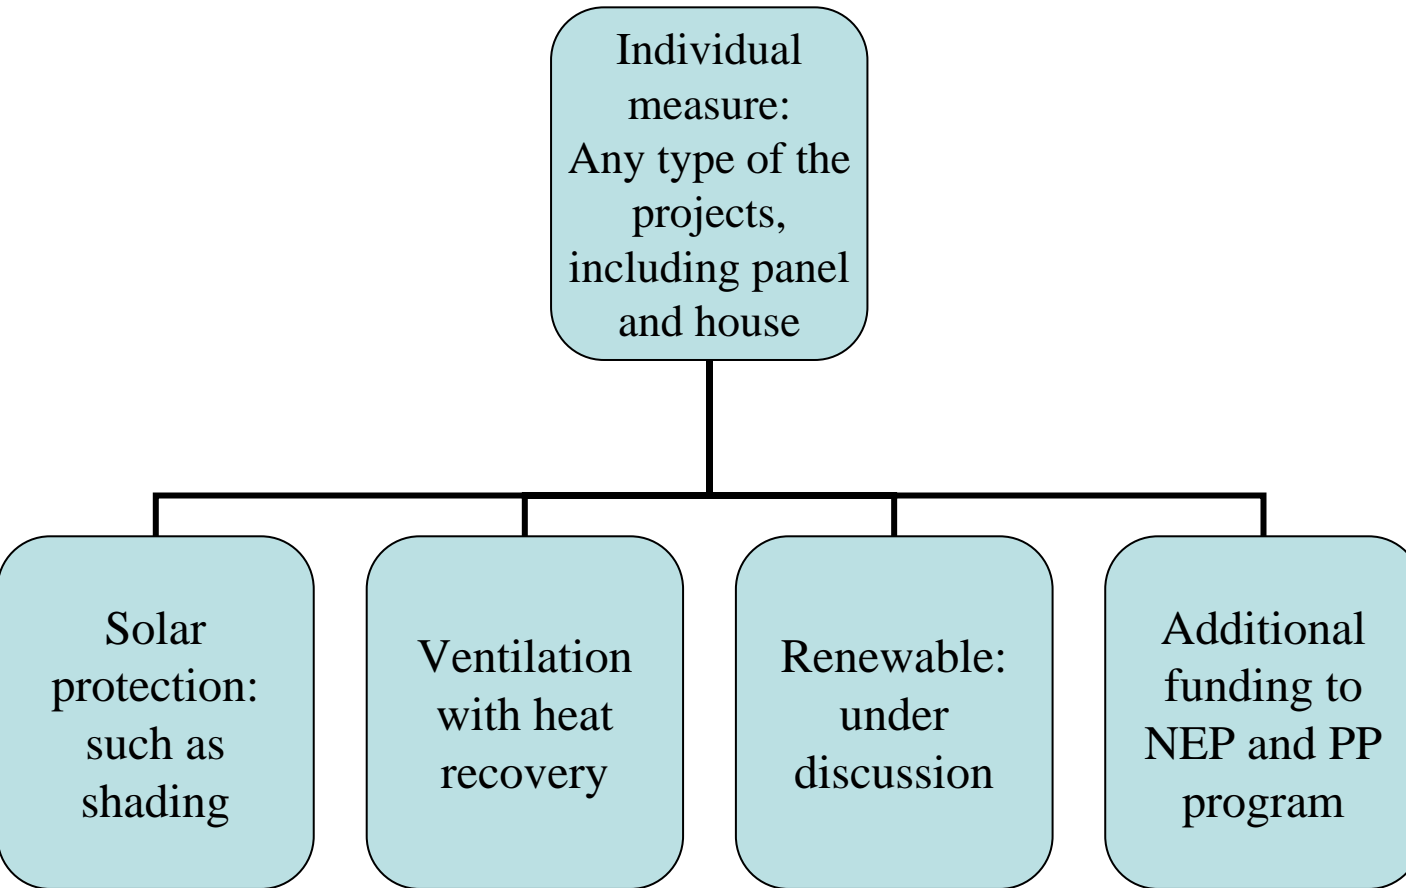 Individual
measure:
Any type of the
projects,
including panel
and house
Solar
protection:
such as
shading
Ventilation
with heat
recovery
Renewable:
under
discussion
Additional
funding to
NEP and PP
program